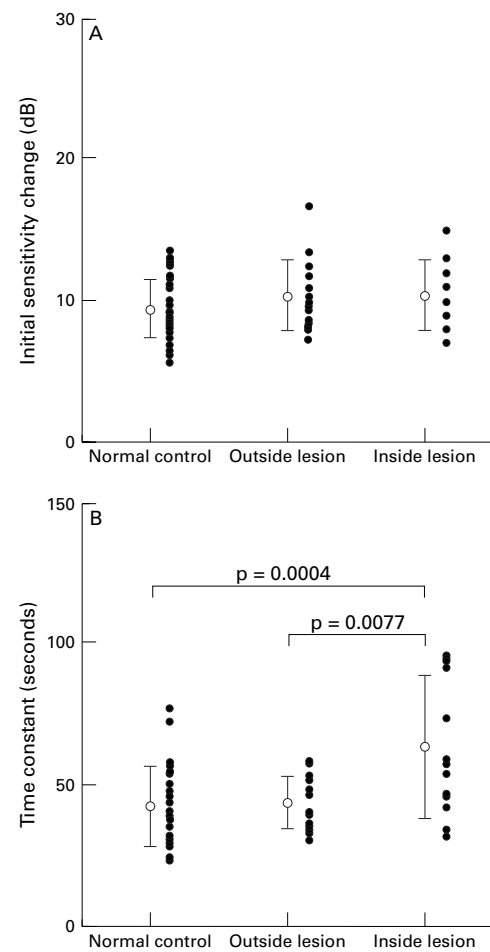 A
Initial sensitivity change (dB)
30
20
10
0
Normal control Outside lesion Inside lesion
B
Time constant (seconds)
150
100
50
0
p = 0.0004
p = 0.0077
Normal control Outside lesion Inside lesion